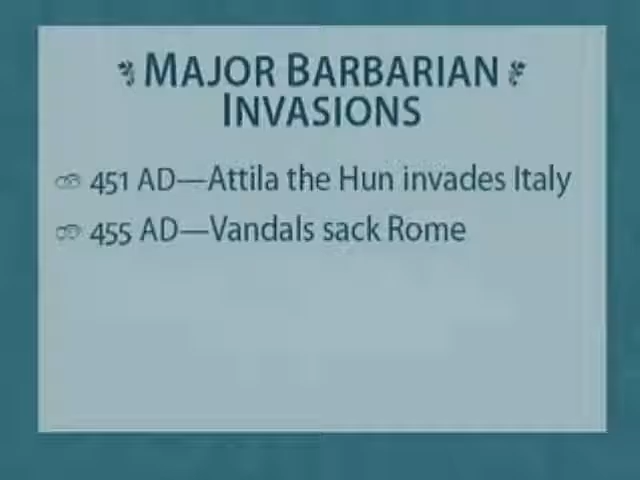 MAJOR BARBARIAN
INVASIONS
451 AD—Attila the Hun invades Italy
455 AD—Vandals sack Rome